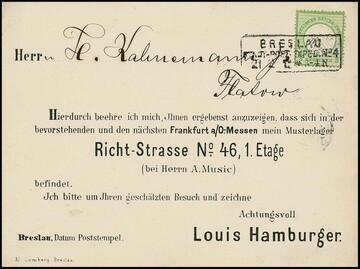 Herrn H. Kahnemann
Flatow
BRESLAU
Hierdurch beehre ich mich, Ihnen ergebenst anzuzeigen, dass sich in der
bevorstehenden und den nächsten Frankfurt a/O-Messen mein Musterlager
Richt-Strasse No. 46, 1. Etage
(bei Herrn A. Music)
befindet.
Ich bitte um Ihren geschätzten Besuch und zeichne
Achtungsvoll
Breslau, Datum Poststempel. Louis Hamburger.
Breslau.